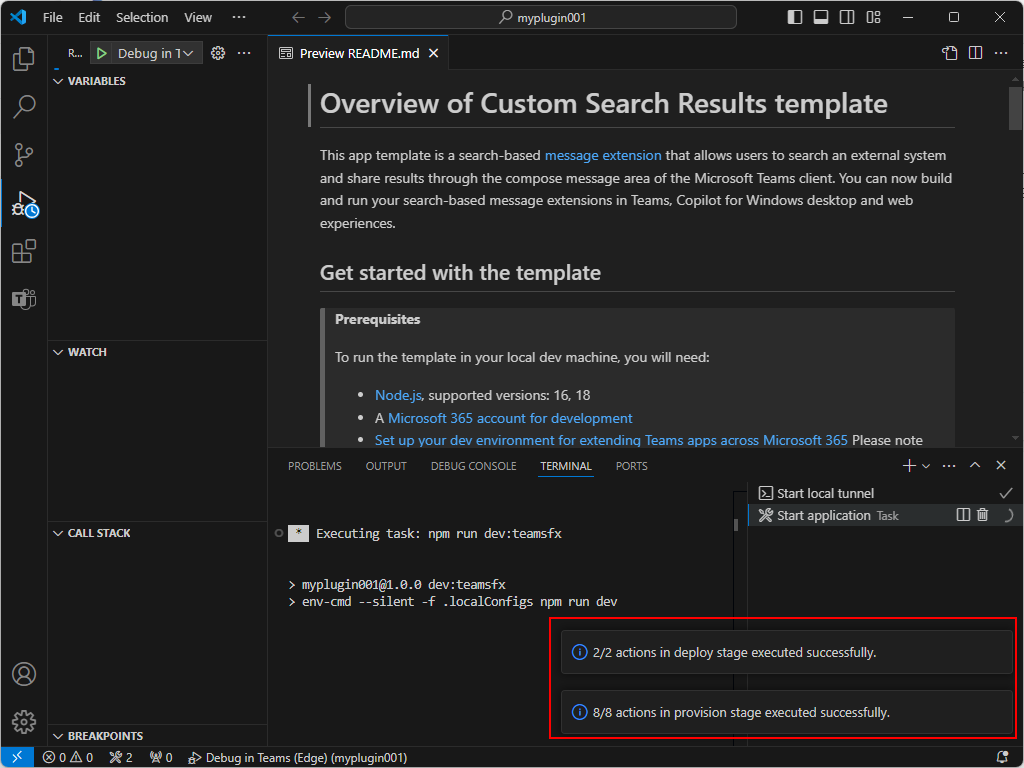 File Edit Selection View ··· myplugin001
R... Debug in T ···
Preview README.md
VARIABLES
Overview of Custom Search Results template
This app template is a search-based message extension that allows users to search an external system
and share results through the compose message area of the Microsoft Teams client. You can now build
and run your search-based message extensions in Teams, Copilot for Windows desktop and web
experiences.
Get started with the template
Prerequisites
To run the template in your local dev machine, you will need:
• Node.js, supported versions: 16, 18
• A Microsoft 365 account for development
• Set up your dev environment for extending Teams apps across Microsoft 365 Please note
WATCH
CALL STACK
BREAKPOINTS
PROBLEMS OUTPUT DEBUG CONSOLE TERMINAL PORTS
* Executing task: npm run dev:teamsfx
> myplugin001@1.0.0 dev:teamsfx
> env-cmd --silent -f .localConfigs npm run dev
Start local tunnel
Start application Task
2/2 actions in deploy stage executed successfully.
8/8 actions in provision stage executed successfully.
0 0 2 0 Debug in Teams (Edge) (myplugin001)